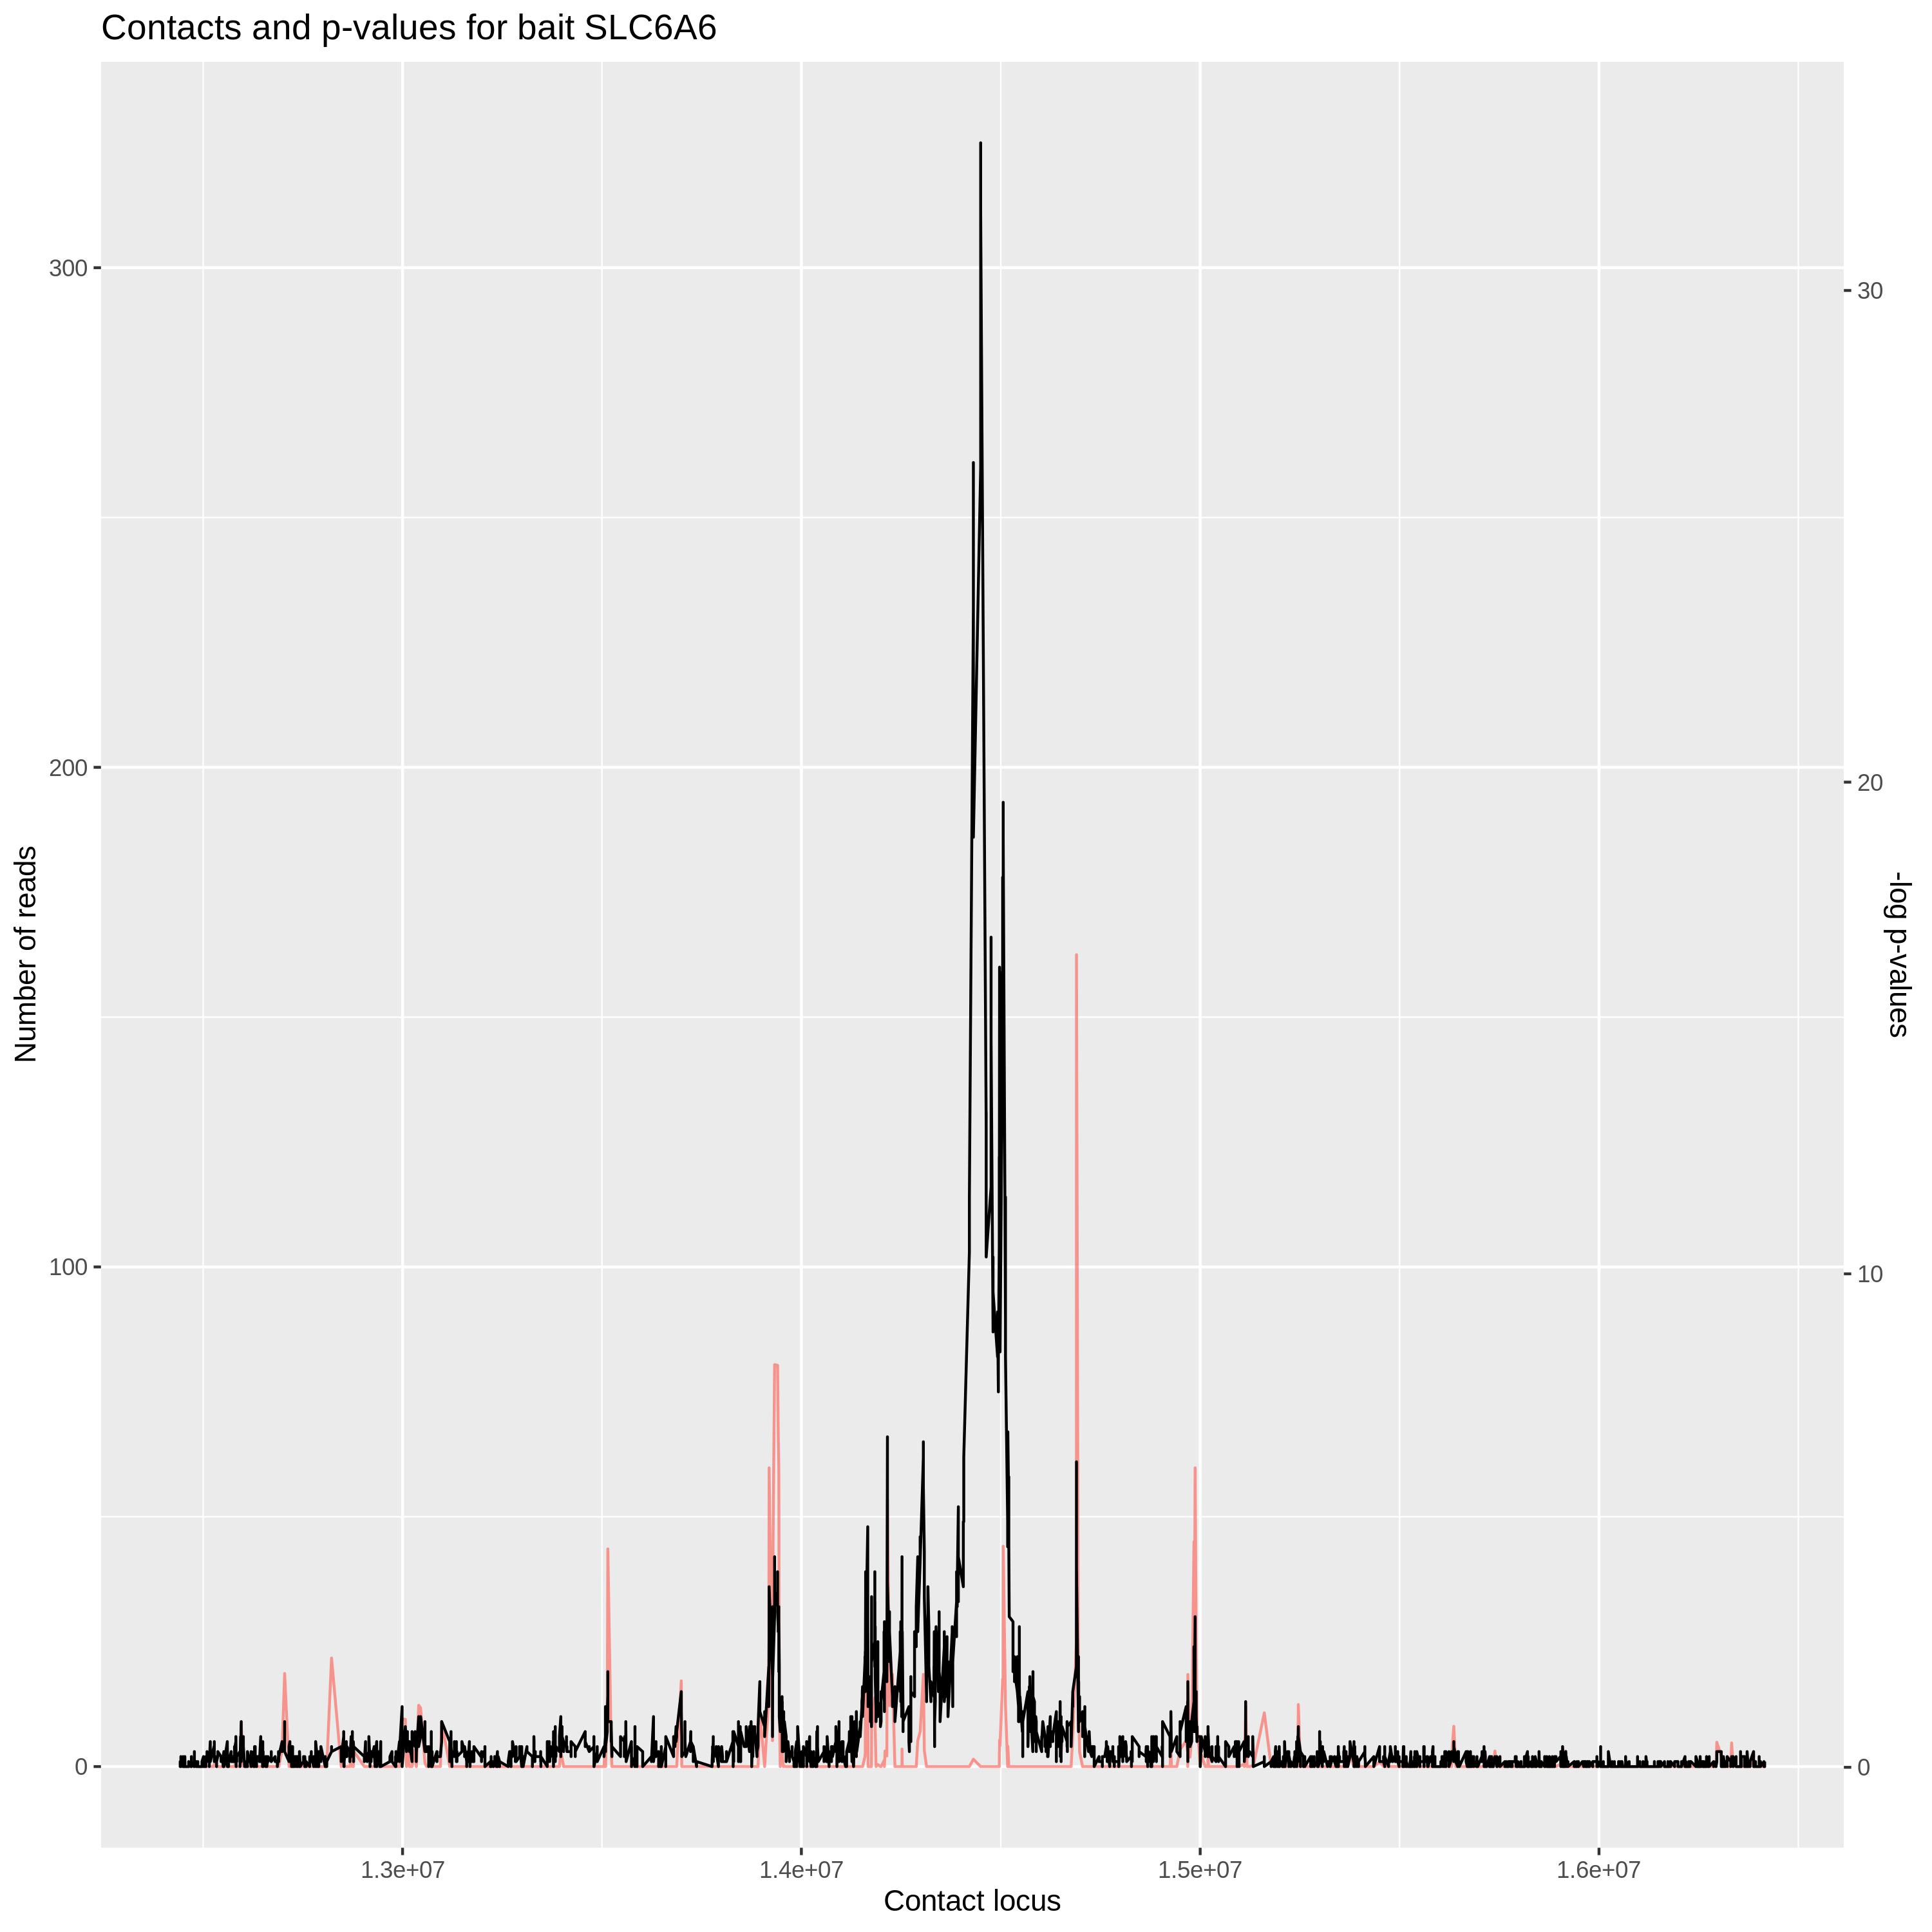 Contacts and p-values for bait SLC6A6
300
200
100
0
Number of reads
30
20
10
0
-log p-values
1.3e+07 1.4e+07 1.5e+07 1.6e+07
Contact locus